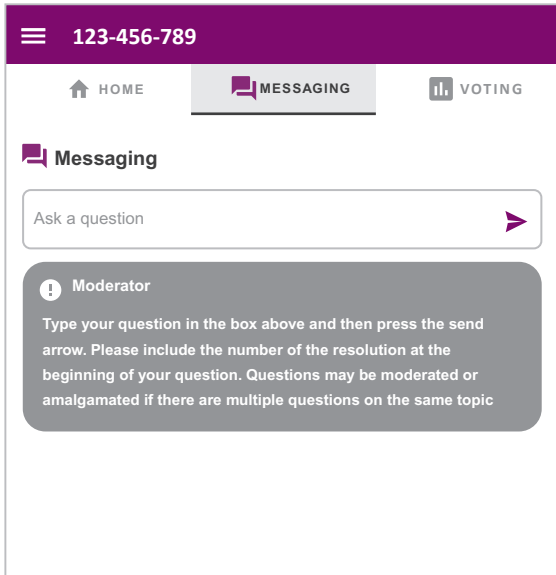 123-456-789
HOME
MESSAGING
VOTING
Messaging
Ask a question
Moderator
Type your question in the box above and then press the send
arrow. Please include the number of the resolution at the
beginning of your question. Questions may be moderated or
amalgamated if there are multiple questions on the same topic